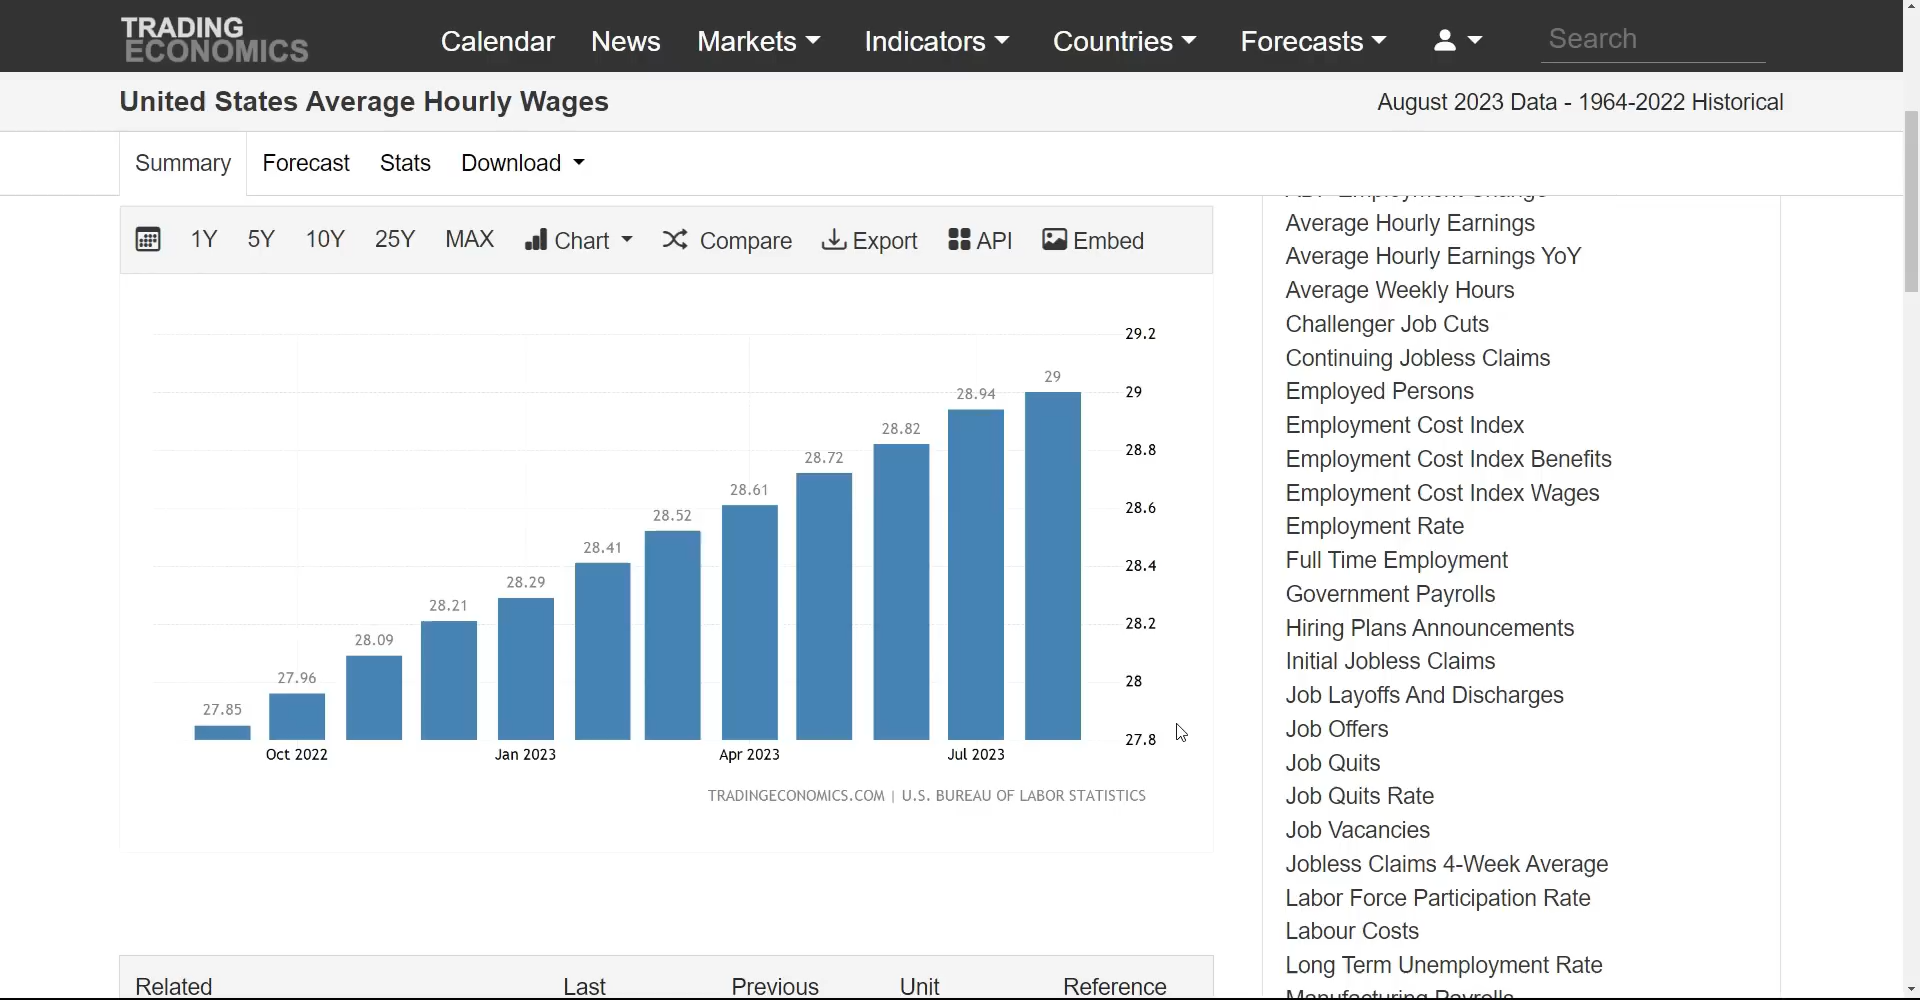 TRADING
ECONOMICS
Calendar News Markets Indicators Countries Forecasts Search
United States Average Hourly Wages
August 2023 Data - 1964-2022 Historical
Summary Forecast Stats Download
1Y 5Y 10Y 25Y MAX Chart Compare Export API Embed
29.2
29
28.8
28.6
28.4
28.2
28
27.8
27.85
27.96
28.09
28.21
28.29
28.41
28.52
28.61
28.72
28.82
28.94
29
Oct 2022 Jan 2023 Apr 2023 Jul 2023
TRADINGECONOMICS.COM | U.S. BUREAU OF LABOR STATISTICS
Related Last Previous Unit Reference
ADP Employment Change
Average Hourly Earnings
Average Hourly Earnings YoY
Average Weekly Hours
Challenger Job Cuts
Continuing Jobless Claims
Employed Persons
Employment Cost Index
Employment Cost Index Benefits
Employment Cost Index Wages
Employment Rate
Full Time Employment
Government Payrolls
Hiring Plans Announcements
Initial Jobless Claims
Job Layoffs And Discharges
Job Offers
Job Quits
Job Quits Rate
Job Vacancies
Jobless Claims 4-Week Average
Labor Force Participation Rate
Labour Costs
Long Term Unemployment Rate
Manufacturing Payrolls